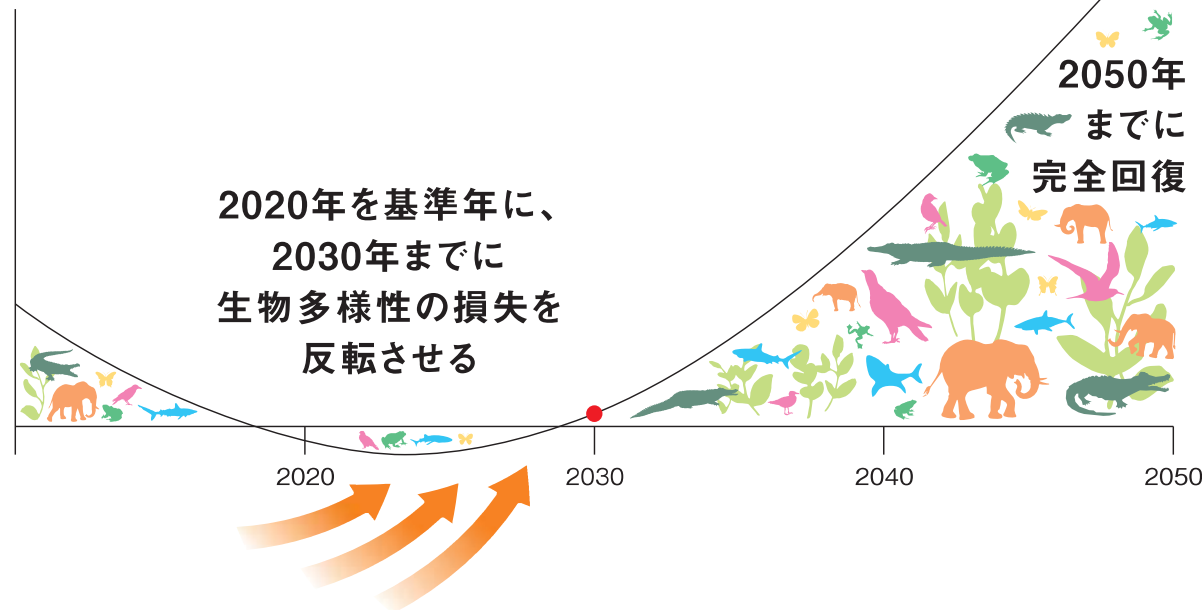 2050年
までに
完全回復
2020年を基準年に、
2030年までに
生物多様性の損失を
反転させる
2020
2030
2040
2050